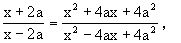 (x + 2a)/(x − 2a) = (x² + 4ax + 4a²)/(x² − 4ax + 4a²) ,